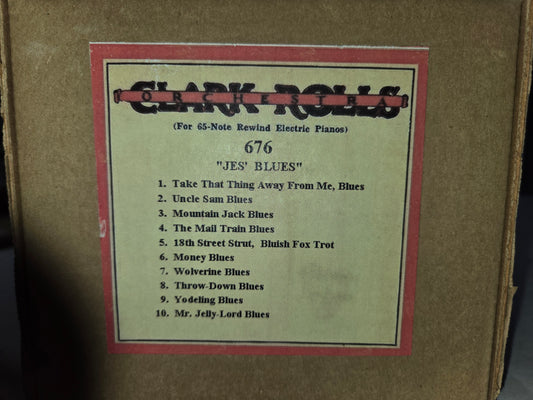 CLARK ROLLS
ORCHESTRA
(For 65-Note Rewind Electric Pianos)
676
"JES' BLUES"
1. Take That Thing Away From Me, Blues
2. Uncle Sam Blues
3. Mountain Jack Blues
4. The Mail Train Blues
5. 18th Street Strut, Bluish Fox Trot
6. Money Blues
7. Wolverine Blues
8. Throw-Down Blues
9. Yodeling Blues
10. Mr. Jelly-Lord Blues